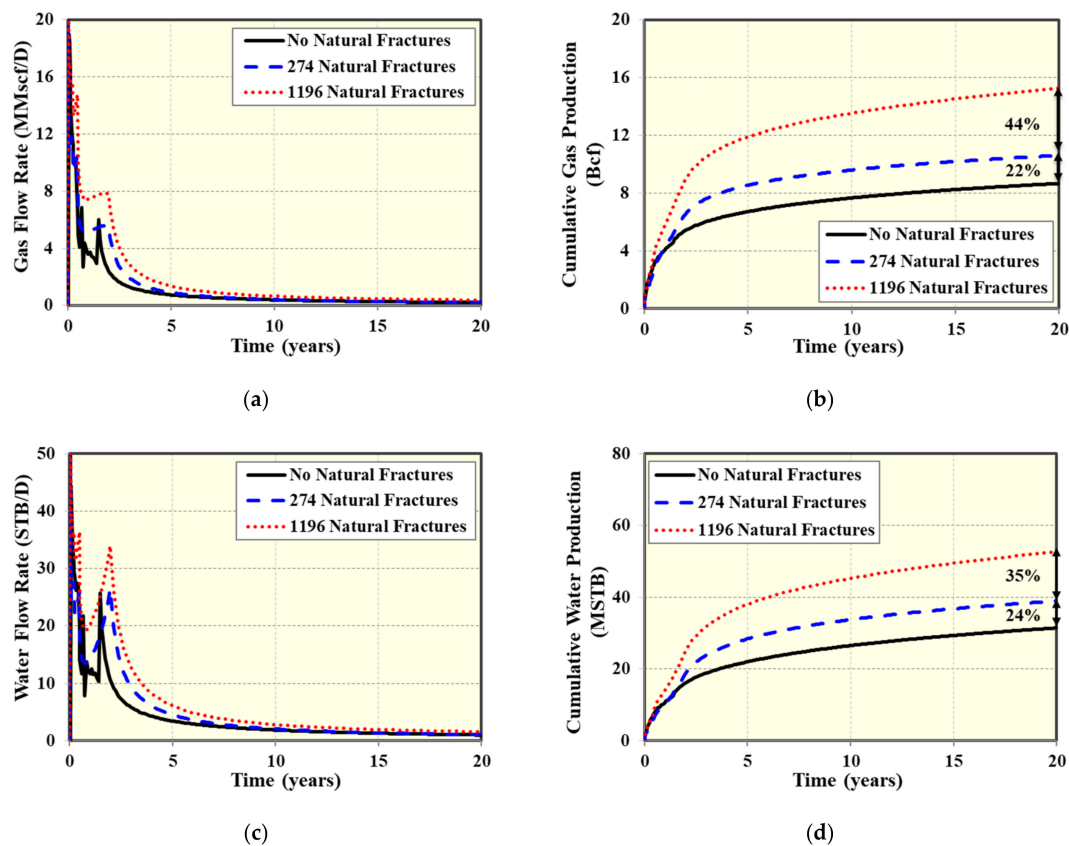 20
16
12
8
4
0
Gas Flow Rate (MMscf/D)
No Natural Fractures
274 Natural Fractures
1196 Natural Fractures
0 5 10 15 20
Time (years)
(a)
20
16
12
8
4
0
Cumulative Gas Production
(Bcf)
44%
22%
No Natural Fractures
274 Natural Fractures
1196 Natural Fractures
0 5 10 15 20
Time (years)
(b)
50
40
30
20
10
0
Water Flow Rate (STB/D)
No Natural Fractures
274 Natural Fractures
1196 Natural Fractures
0 5 10 15 20
Time (years)
(c)
80
60
40
20
0
Cumulative Water Production
(MSTB)
No Natural Fractures
274 Natural Fractures
1196 Natural Fractures
35%
24%
0 5 10 15 20
Time (years)
(d)